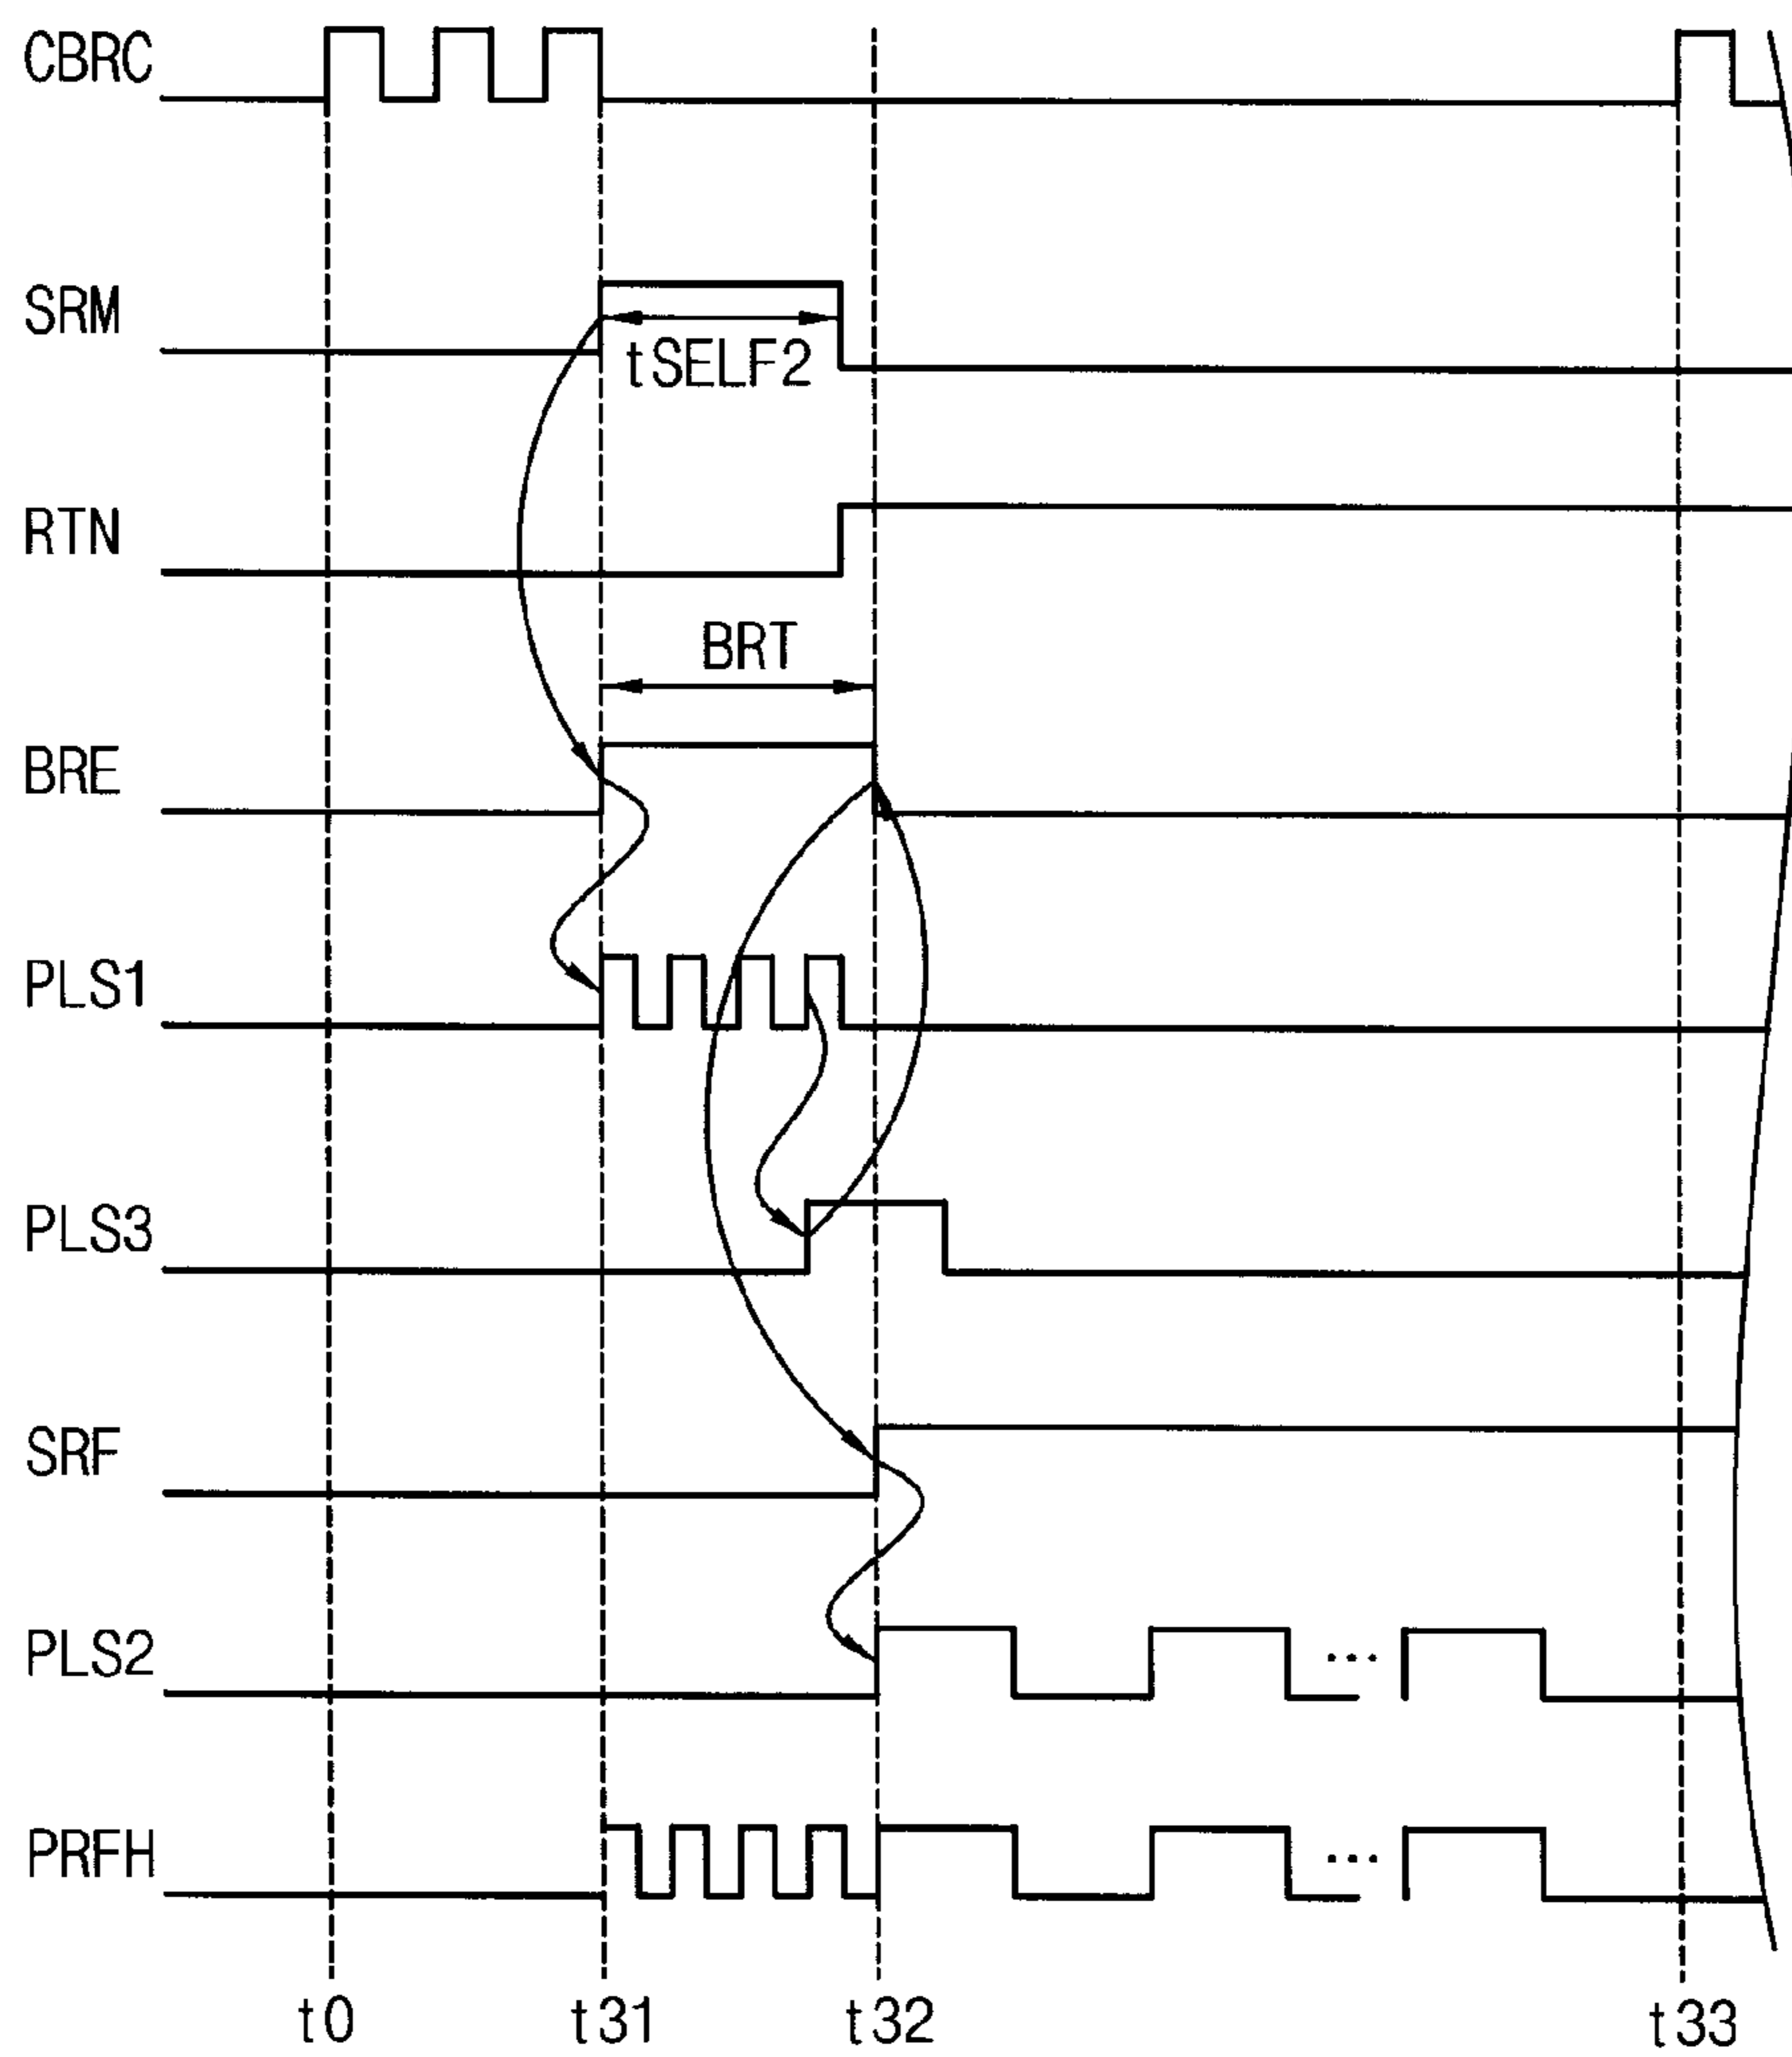 CBRC
SRM
tSELF2
RTN
BRT
BRE
PLS1
PLS3
SRF
PLS2
...
PRFH
...
t0 t31 t32 t33